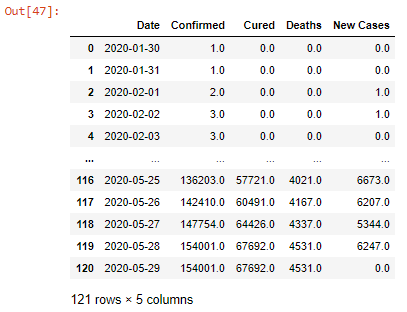 Out[47]:
Date Confirmed Cured Deaths New Cases
0 2020-01-30 1.0 0.0 0.0 0.0
1 2020-01-31 1.0 0.0 0.0 0.0
2 2020-02-01 2.0 0.0 0.0 1.0
3 2020-02-02 3.0 0.0 0.0 1.0
4 2020-02-03 3.0 0.0 0.0 0.0
... ... ... ... ... ...
116 2020-05-25 136203.0 57721.0 4021.0 6673.0
117 2020-05-26 142410.0 60491.0 4167.0 6207.0
118 2020-05-27 147754.0 64426.0 4337.0 5344.0
119 2020-05-28 154001.0 67692.0 4531.0 6247.0
120 2020-05-29 154001.0 67692.0 4531.0 0.0
121 rows × 5 columns